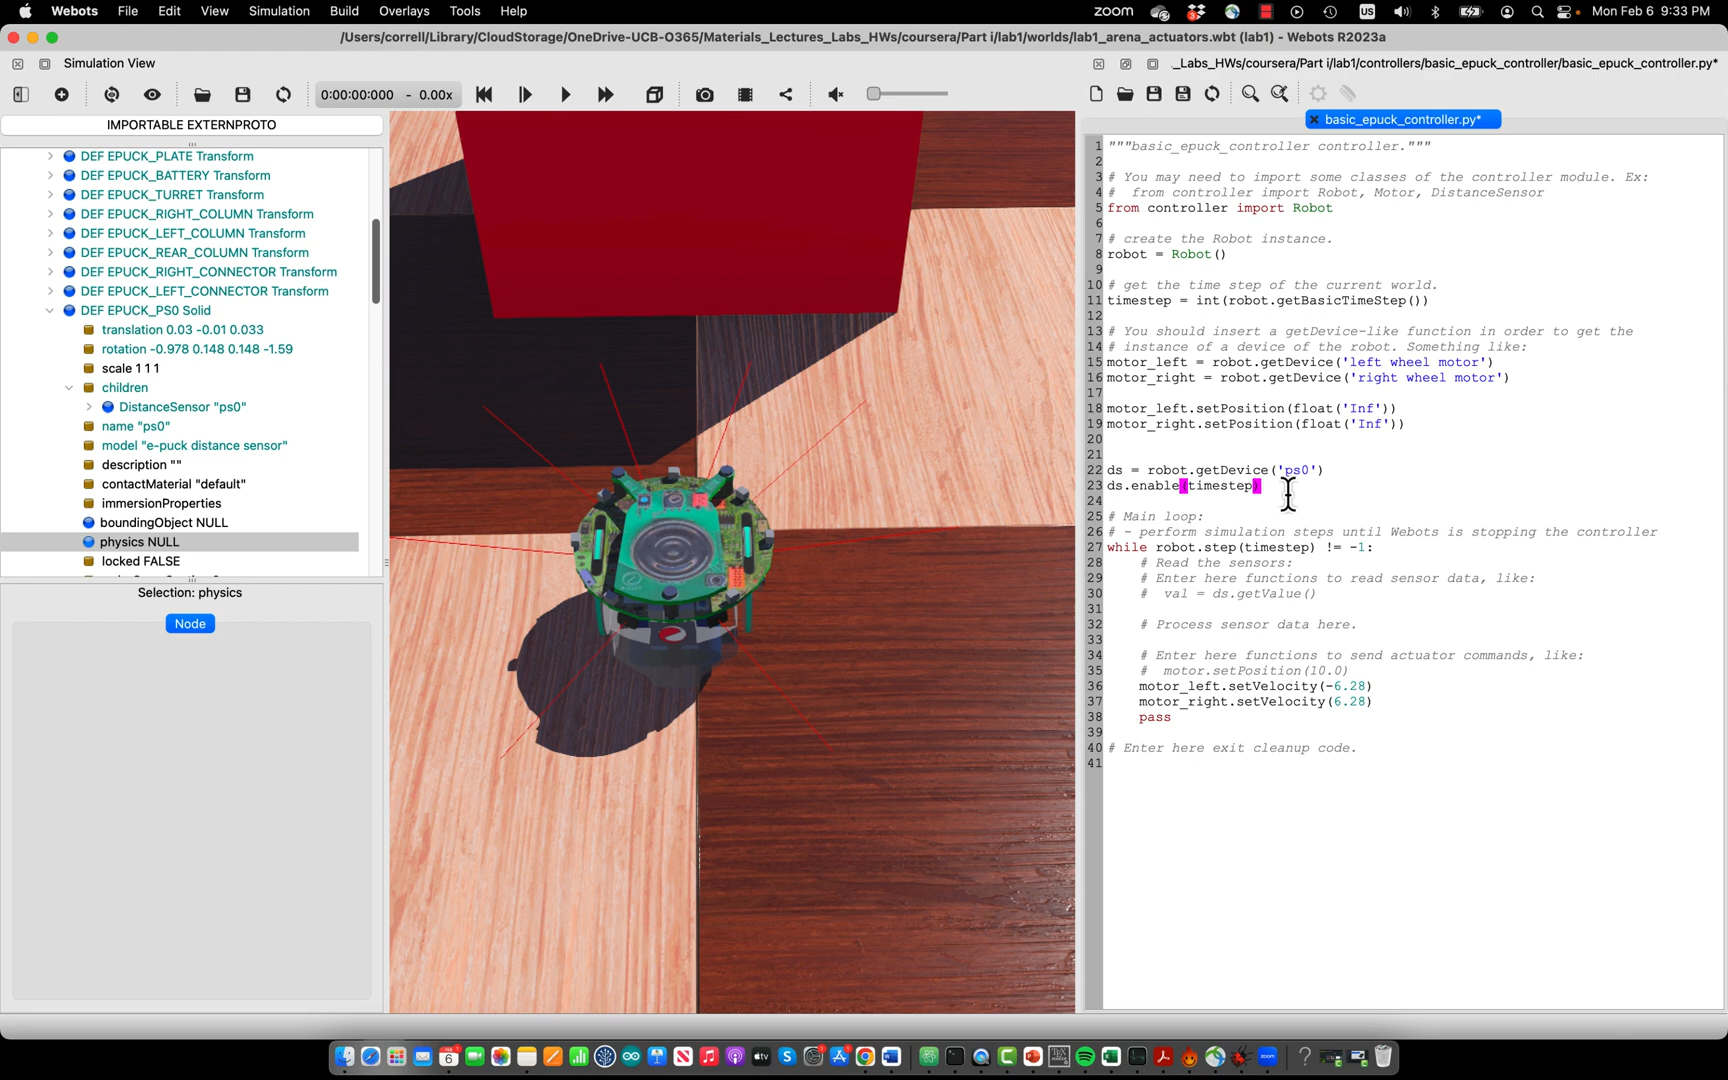 Webots File Edit View Simulation Build Overlays Tools Help
zoom US Mon Feb 6 9:33 PM
/Users/correll/Library/CloudStorage/OneDrive-UCB-O365/Materials_Lectures_Labs_HWs/coursera/Part i/lab1/worlds/lab1_arena_actuators.wbt (lab1) - Webots R2023a
Simulation View
_Labs_HWs/coursera/Part i/lab1/controllers/basic_epuck_controller/basic_epuck_controller.py*
0:00:00:000 - 0.00x
IMPORTABLE EXTERNPROTO
DEF EPUCK_PLATE Transform
DEF EPUCK_BATTERY Transform
DEF EPUCK_TURRET Transform
DEF EPUCK_RIGHT_COLUMN Transform
DEF EPUCK_LEFT_COLUMN Transform
DEF EPUCK_REAR_COLUMN Transform
DEF EPUCK_RIGHT_CONNECTOR Transform
DEF EPUCK_LEFT_CONNECTOR Transform
DEF EPUCK_PS0 Solid
translation 0.03 -0.01 0.033
rotation -0.978 0.148 0.148 -1.59
scale 1 1 1
children
DistanceSensor "ps0"
name "ps0"
model "e-puck distance sensor"
description ""
contactMaterial "default"
immersionProperties
boundingObject NULL
physics NULL
locked FALSE
Selection: physics
Node
basic_epuck_controller.py*
1 """basic_epuck_controller controller."""
2
3 # You may need to import some classes of the controller module. Ex:
4 #  from controller import Robot, Motor, DistanceSensor
5 from controller import Robot
6
7 # create the Robot instance.
8 robot = Robot()
9
10 # get the time step of the current world.
11 timestep = int(robot.getBasicTimeStep())
12
13 # You should insert a getDevice-like function in order to get the
14 # instance of a device of the robot. Something like:
15 motor_left = robot.getDevice('left wheel motor')
16 motor_right = robot.getDevice('right wheel motor')
17
18 motor_left.setPosition(float('Inf'))
19 motor_right.setPosition(float('Inf'))
20
21
22 ds = robot.getDevice('ps0')
23 ds.enable(timestep)
24
25 # Main loop:
26 # - perform simulation steps until Webots is stopping the controller
27 while robot.step(timestep) != -1:
28     # Read the sensors:
29     # Enter here functions to read sensor data, like:
30     #  val = ds.getValue()
31
32     # Process sensor data here.
33
34     # Enter here functions to send actuator commands, like:
35     #  motor.setPosition(10.0)
36     motor_left.setVelocity(-6.28)
37     motor_right.setVelocity(6.28)
38     pass
39
40 # Enter here exit cleanup code.
41